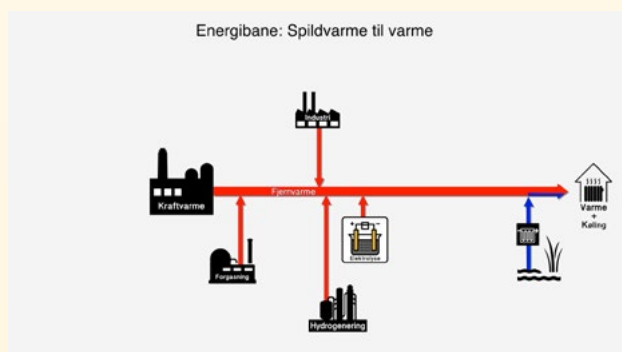 Energibane: Spildvarme til varme
Industri
Fjernvarme
Kraftvarme
Varme
+
Køling
Forgasning
Elektrolyse
Hydrogenering